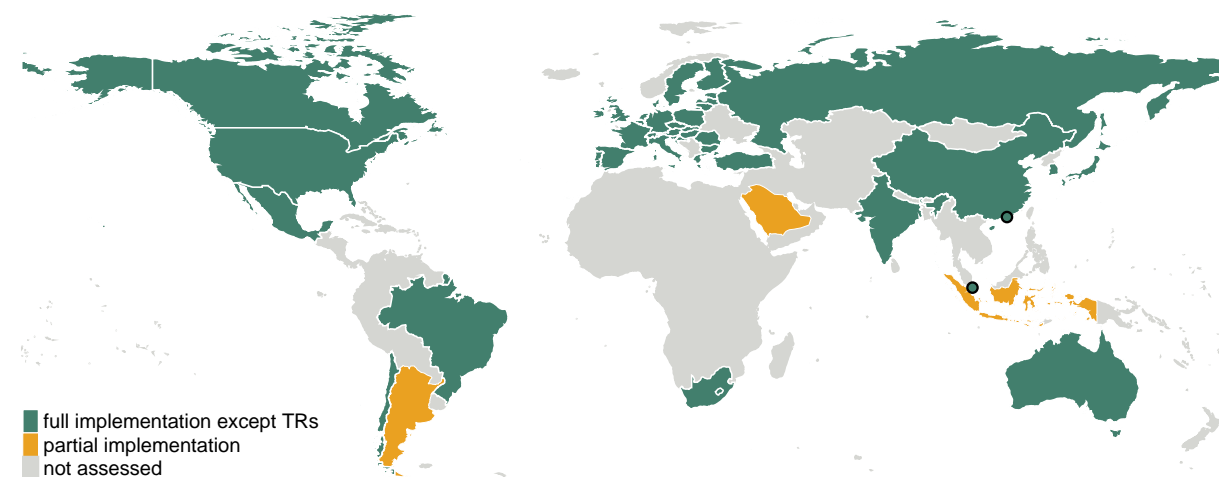 full implementation except TRs
partial implementation
not assessed